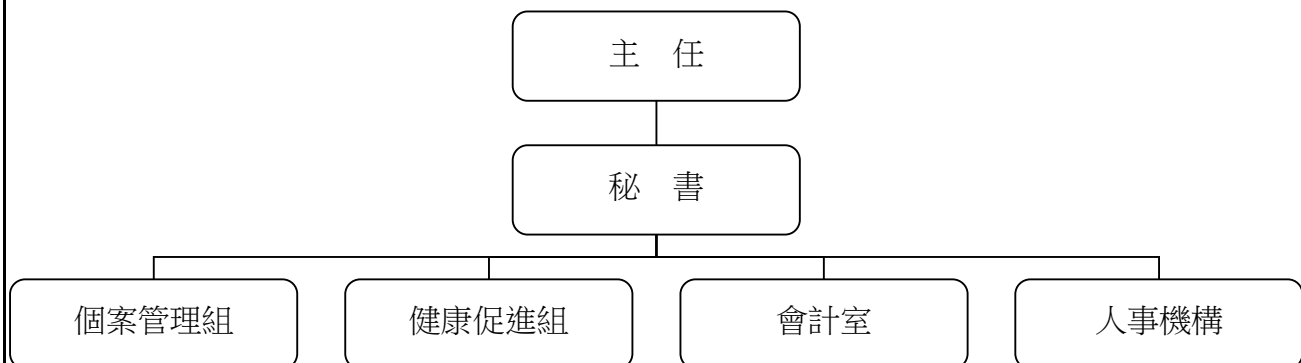 主　任
秘　書
個案管理組
健康促進組
會計室
人事機構